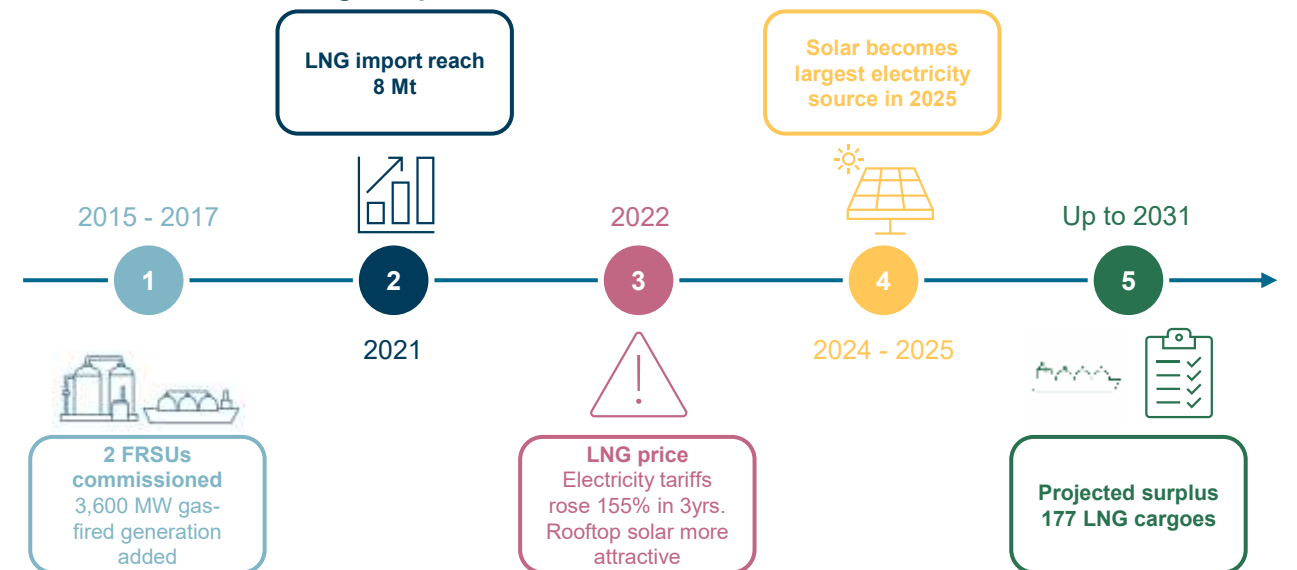 LNG import reach
8 Mt
Solar becomes
largest electricity
source in 2025
2015 - 2017
2022
Up to 2031
1
2
3
4
5
2021
2024 - 2025
2 FRSUs
commissioned
3,600 MW gas-
fired generation
added
LNG price
Electricity tariffs
rose 155% in 3yrs.
Rooftop solar more
attractive
Projected surplus
177 LNG cargoes